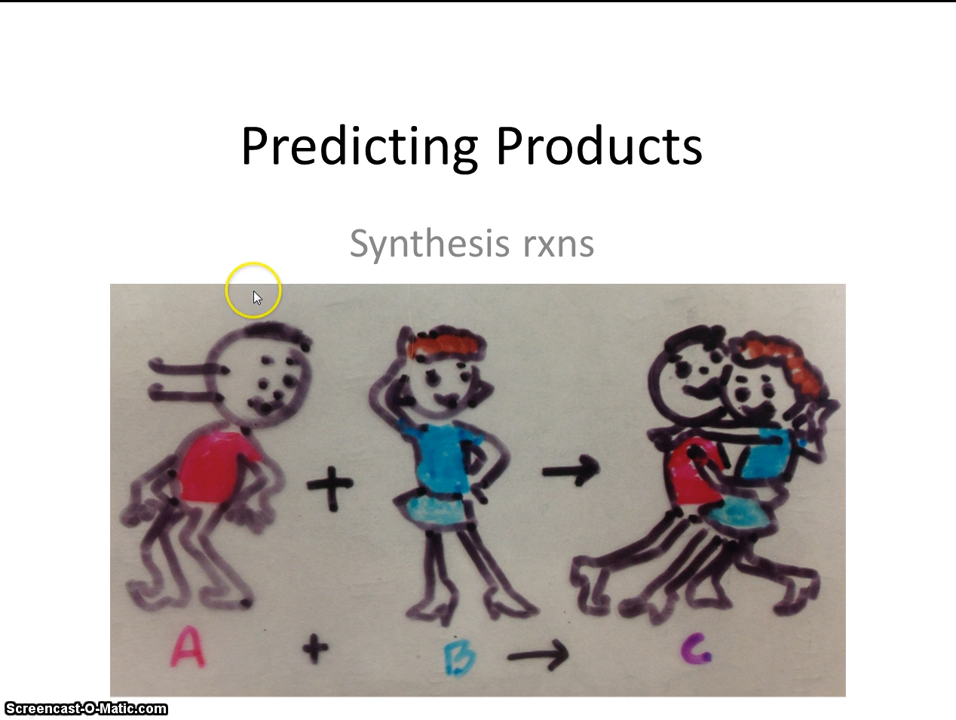 Predicting Products
Synthesis rxns
+ →
A + B → C
Screencast-O-Matic.com